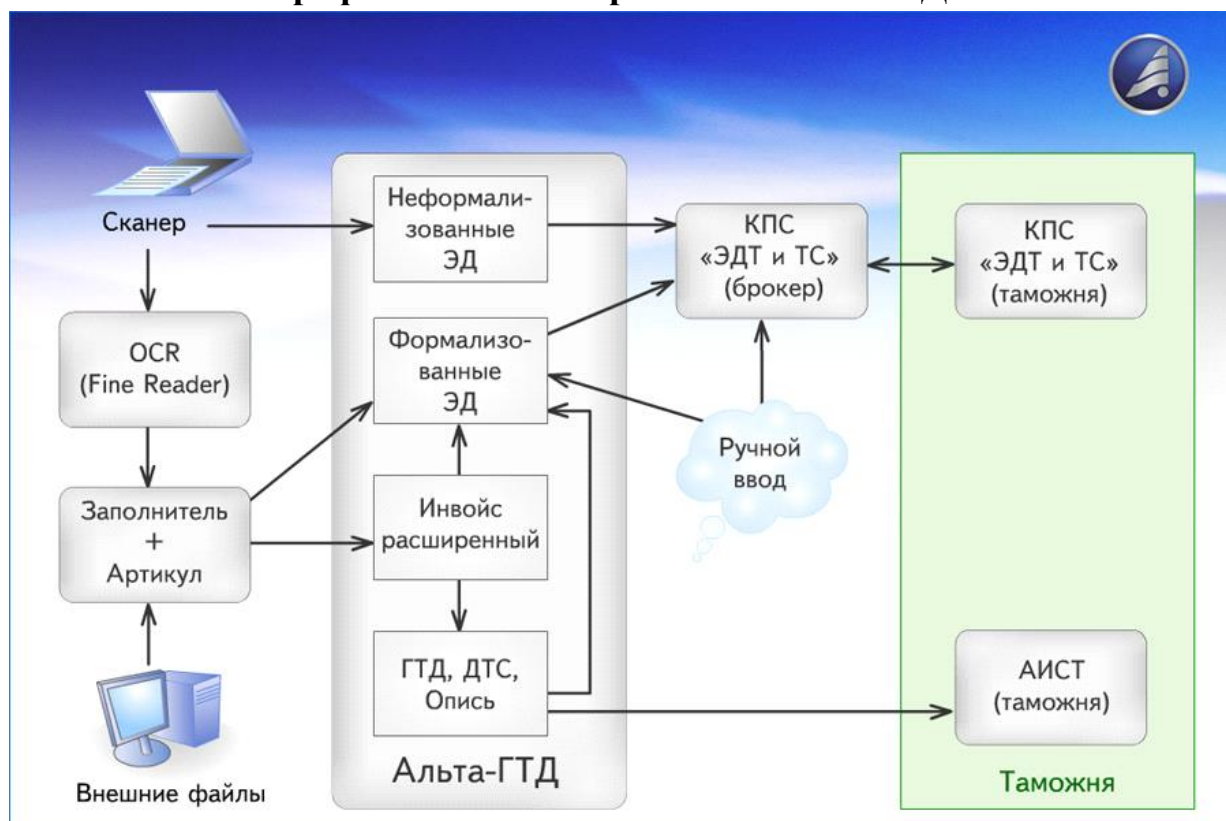 Сканер
Неформали-
зованные
ЭД
КПС
«ЭДТ и ТС»
(брокер)
КПС
«ЭДТ и ТС»
(таможня)
OCR
(Fine Reader)
Формализо-
ванные
ЭД
Ручной
ввод
Заполнитель
+
Артикул
Инвойс
расширенный
ГТД, ДТС,
Опись
АИСТ
(таможня)
Альта-ГТД
Таможня
Внешние файлы